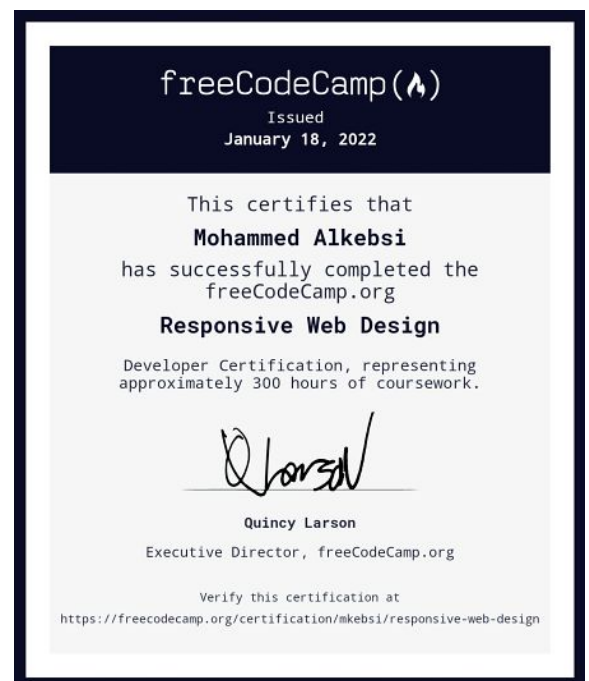 freeCodeCamp()
Issued
January 18, 2022
This certifies that
Mohammed Alkebsi
has successfully completed the
freeCodeCamp.org
Responsive Web Design
Developer Certification, representing
approximately 300 hours of coursework.
Q Larson
Quincy Larson
Executive Director, freeCodeCamp.org
Verify this certification at
https://freecodecamp.org/certification/mkebsi/responsive-web-design